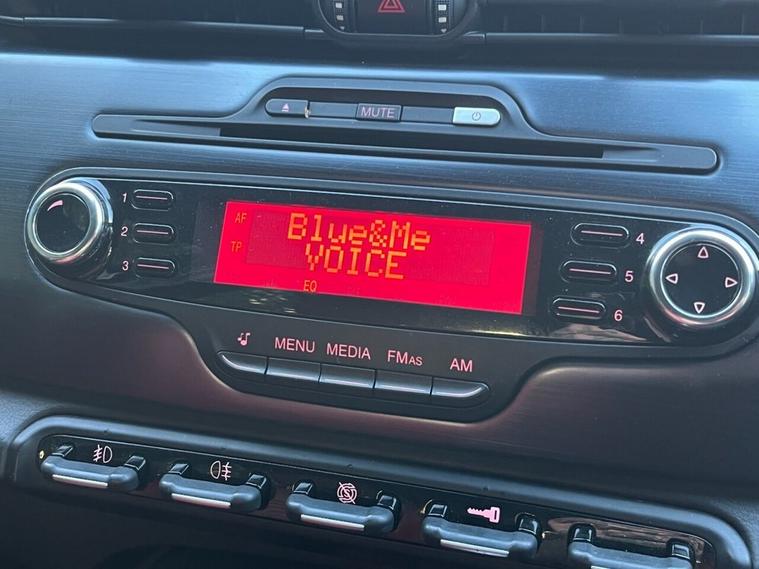 MUTE
1
2
3
AF
TP
Blue&Me
VOICE
EQ
4
5
6
MENU MEDIA FMAS AM